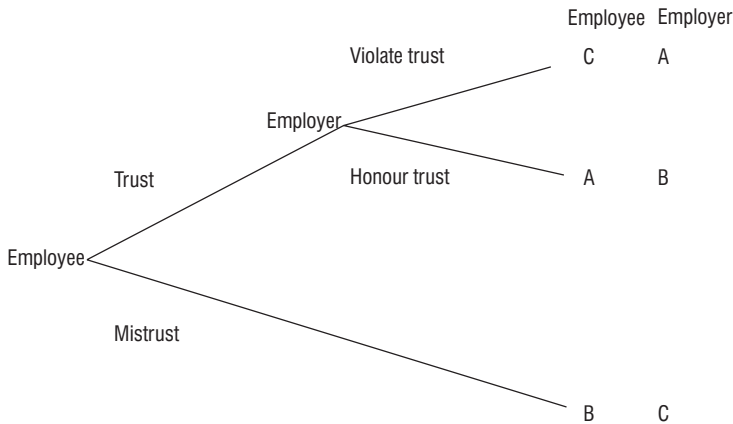 Employee Employer
Violate trust C A
Employer
Trust Honour trust A B
Employee
Mistrust
B C